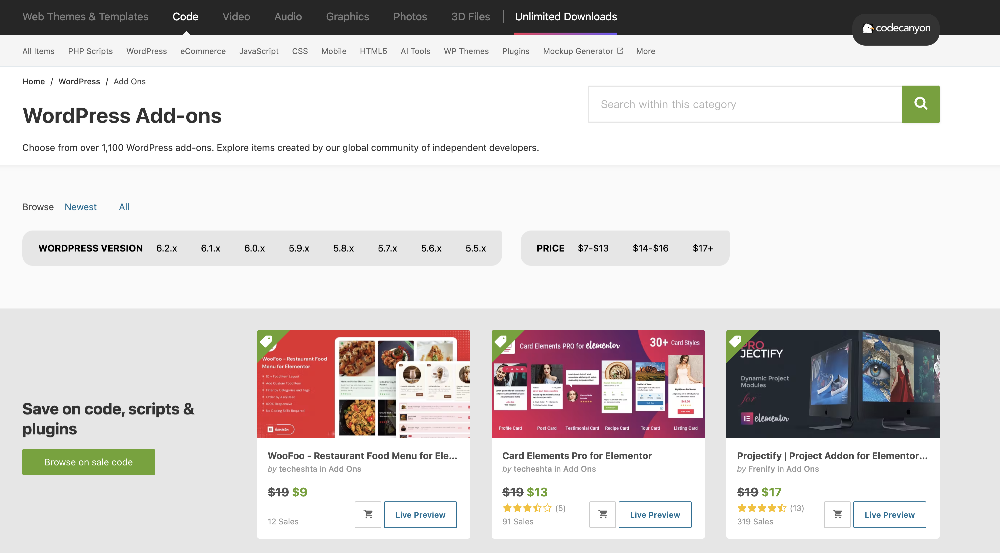 Web Themes & Templates Code Video Audio Graphics Photos 3D Files Unlimited Downloads
codecanyon
All Items PHP Scripts WordPress eCommerce JavaScript CSS Mobile HTML5 AI Tools WP Themes Plugins Mockup Generator More
Home / WordPress / Add Ons
Search within this category
WordPress Add-ons
Choose from over 1,100 WordPress add-ons. Explore items created by our global community of independent developers.
Browse Newest All
WORDPRESS VERSION 6.2.x 6.1.x 6.0.x 5.9.x 5.8.x 5.7.x 5.6.x 5.5.x
PRICE $7-$13 $14-$16 $17+
Save on code, scripts &
plugins
Browse on sale code
WooFoo - Restaurant Food
Menu for Elementor
10 + Food Item Layout
Add Custom Food Item
Filter by Categories and Tags
Order by Asc/Desc
100% Responsive
No Coding Skills Required
elementor
WooFoo - Restaurant Food Menu for Ele...
by techeshta in Add Ons
$19 $9
12 Sales
Live Preview
Card Elements PRO for elementor
30+ Card Styles
Light Dress For Woman
$45.00
Profile Card Post Card Testimonial Card Recipe Card Tour Card Listing Card
Card Elements Pro for Elementor
by techeshta in Add Ons
$19 $13
(5)
91 Sales
Live Preview
PRO
JECTIFY
Dynamic Project
Modules
for
elementor
Projectify | Project Addon for Elementor...
by Frenify in Add Ons
$19 $17
(13)
319 Sales
Live Preview